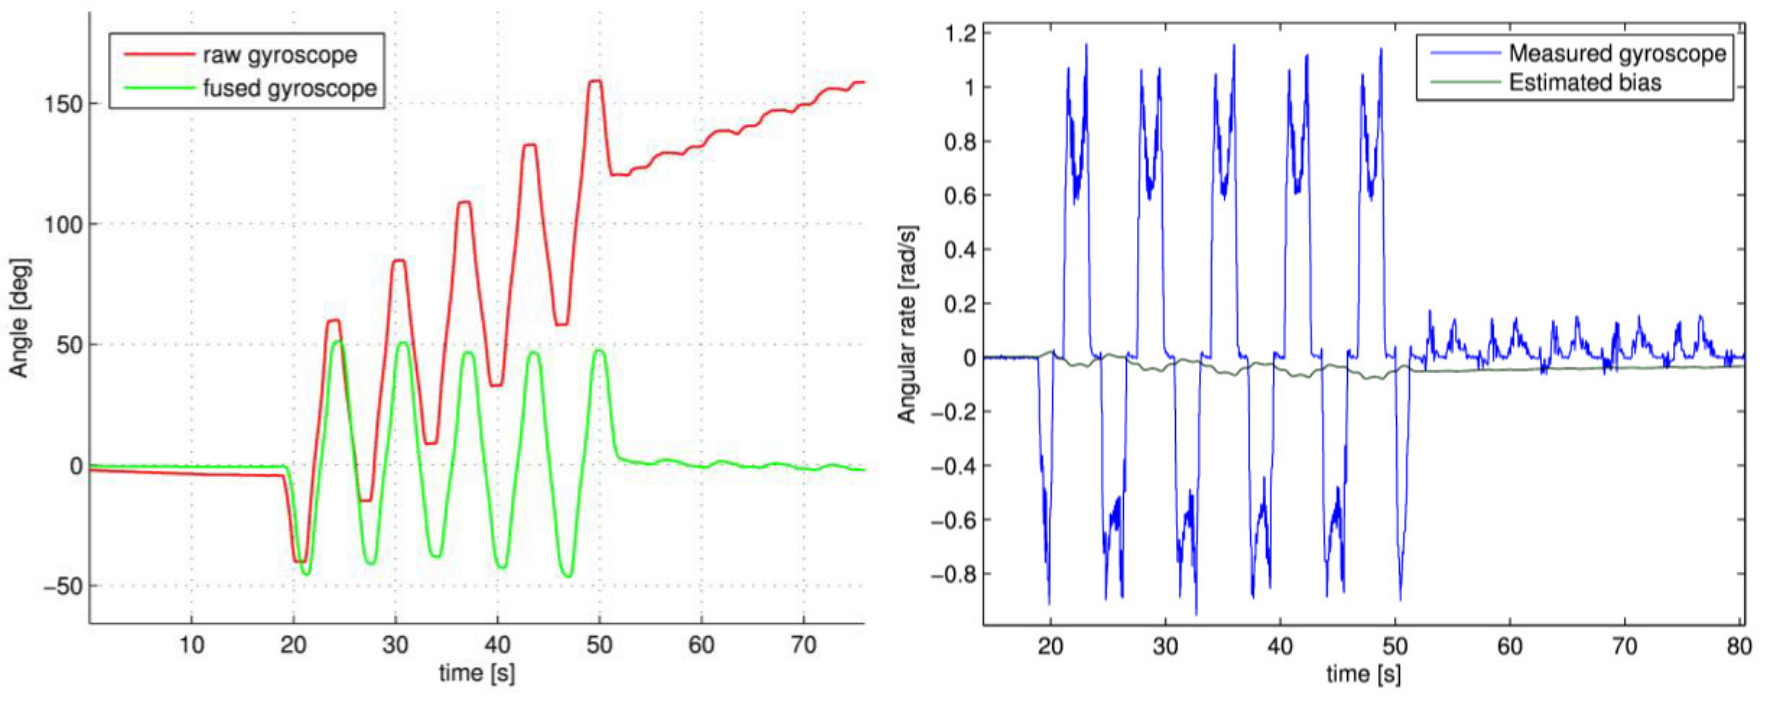 raw gyroscope
fused gyroscope
150
100
50
0
−50
10 20 30 40 50 60 70
time [s]
Angle [deg]
Measured gyroscope
Estimated bias
1.2
1
0.8
0.6
0.4
0.2
0
−0.2
−0.4
−0.6
−0.8
20 30 40 50 60 70 80
time [s]
Angular rate [rad/s]